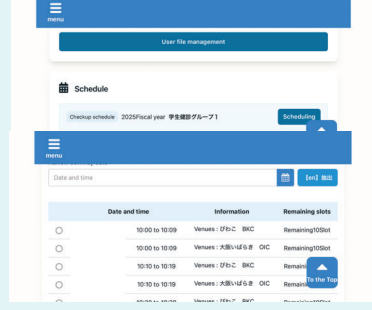 menu
User file management
Schedule
Checkup schedule 2025Fiscal year 学生健診グループ1 Scheduling
menu
Date and time 【en】抽出
Date and time Information Remaining slots
10:00 to 10:09 Venues : びわこ BKC Remaining10Slot
10:00 to 10:09 Venues : 大阪いばらき OIC Remaining10Slot
10:10 to 10:19 Venues : びわこ BKC
10:10 to 10:19 Venues : 大阪いばらき OIC
To the Top